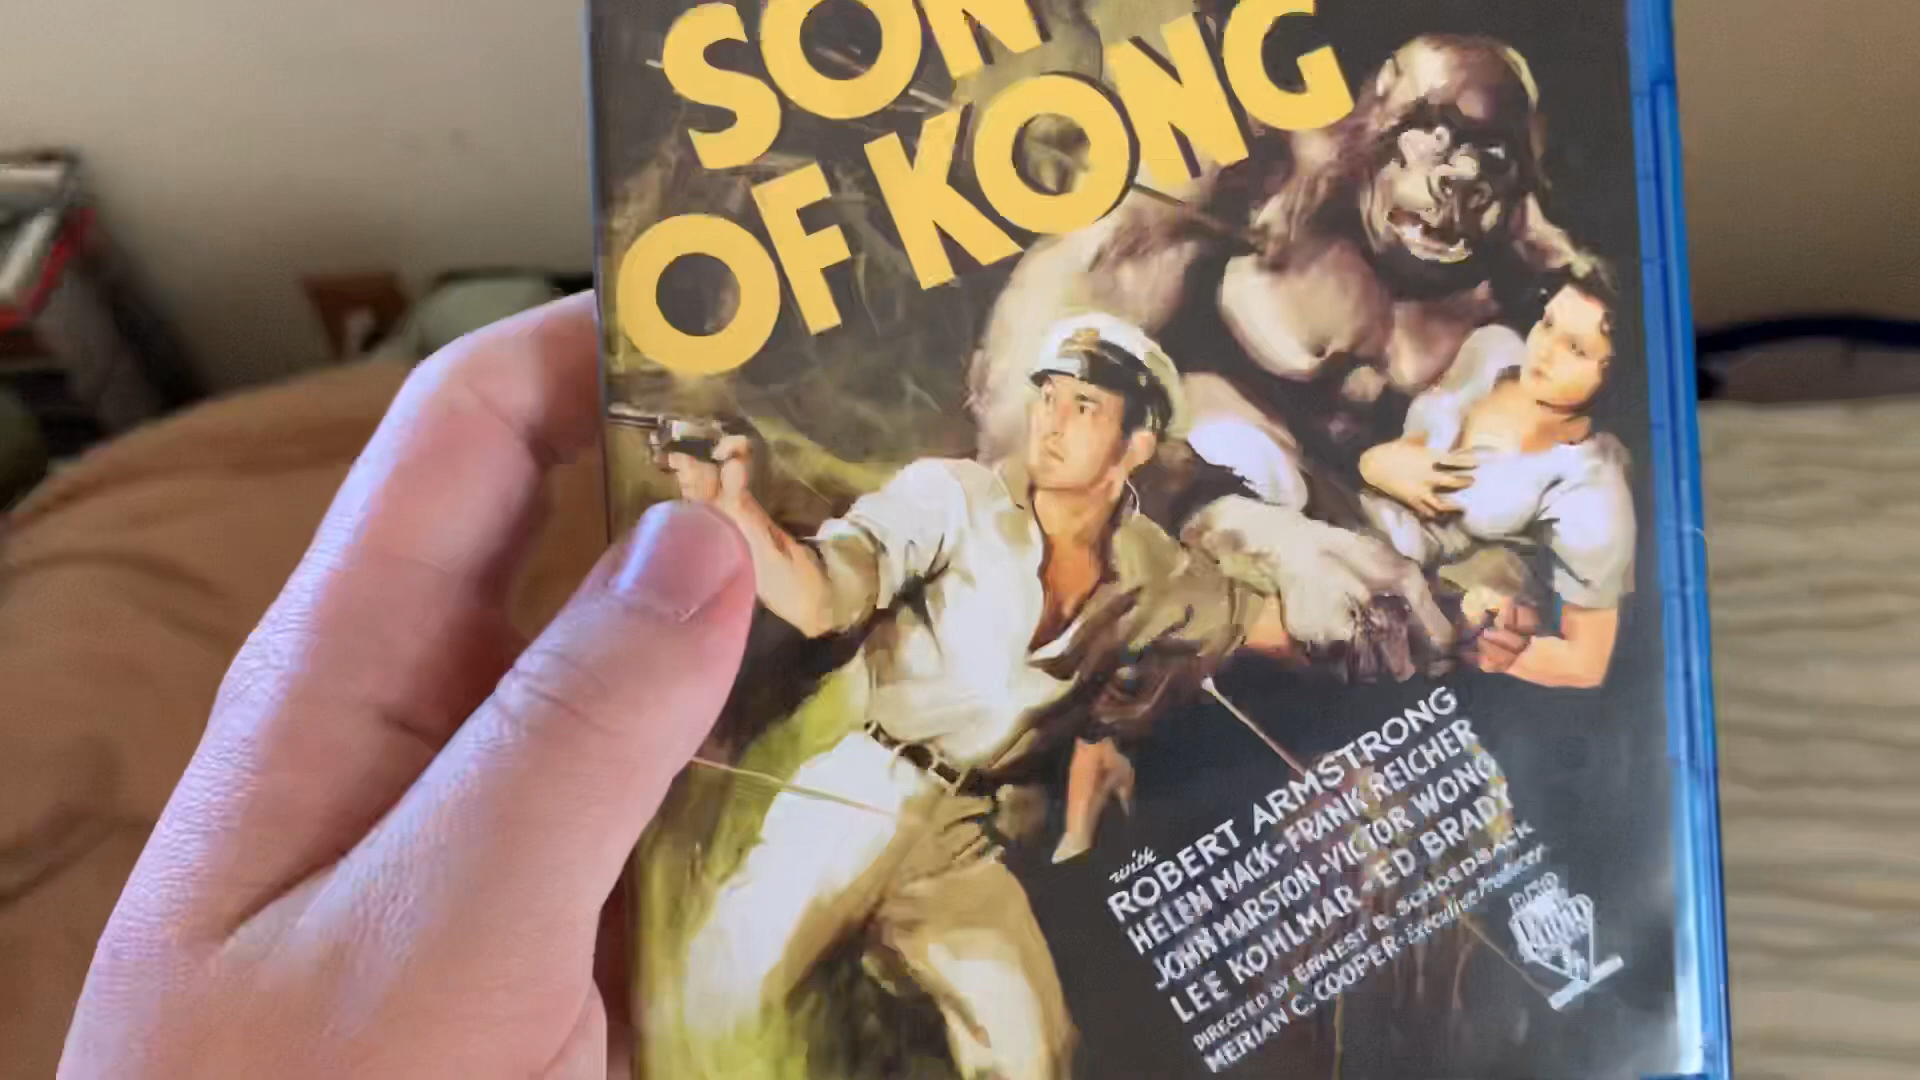 SON
OF KONG
with
ROBERT ARMSTRONG
HELEN MACK-FRANK REICHER
JOHN MARSTON-VICTOR WONG
LEE KOHLMAR-ED BRADY
DIRECTED BY ERNEST B. SCHOEDSACK
MERIAN C. COOPER-Executive Producer
RADIO